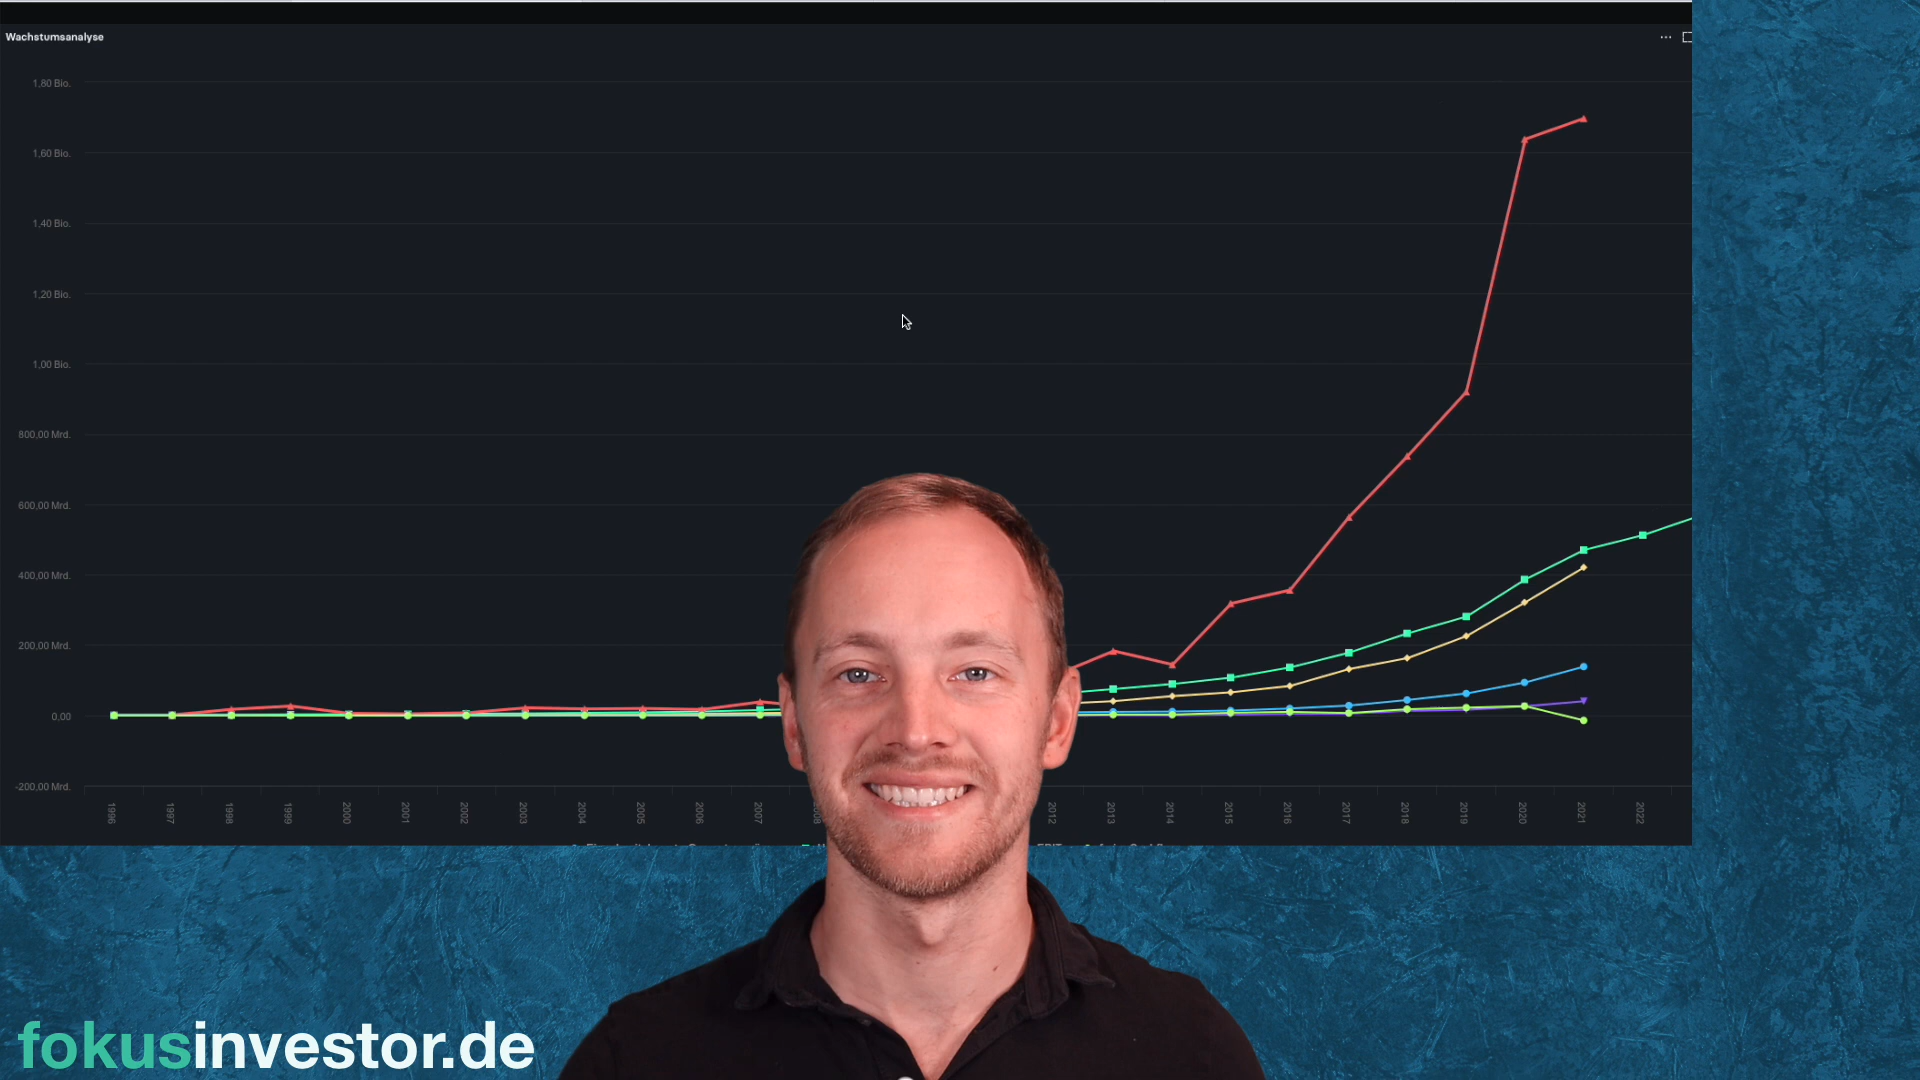 Wachstumsanalyse
1,80 Bio.
1,60 Bio.
1,40 Bio.
1,20 Bio.
1,00 Bio.
800,00 Mrd.
600,00 Mrd.
400,00 Mrd.
200,00 Mrd.
0,00
-200,00 Mrd.
1996
1997
1998
1999
2000
2001
2002
2003
2004
2005
2006
2007
2008
2012
2013
2014
2015
2016
2017
2018
2019
2020
2021
2022
fokusinvestor.de